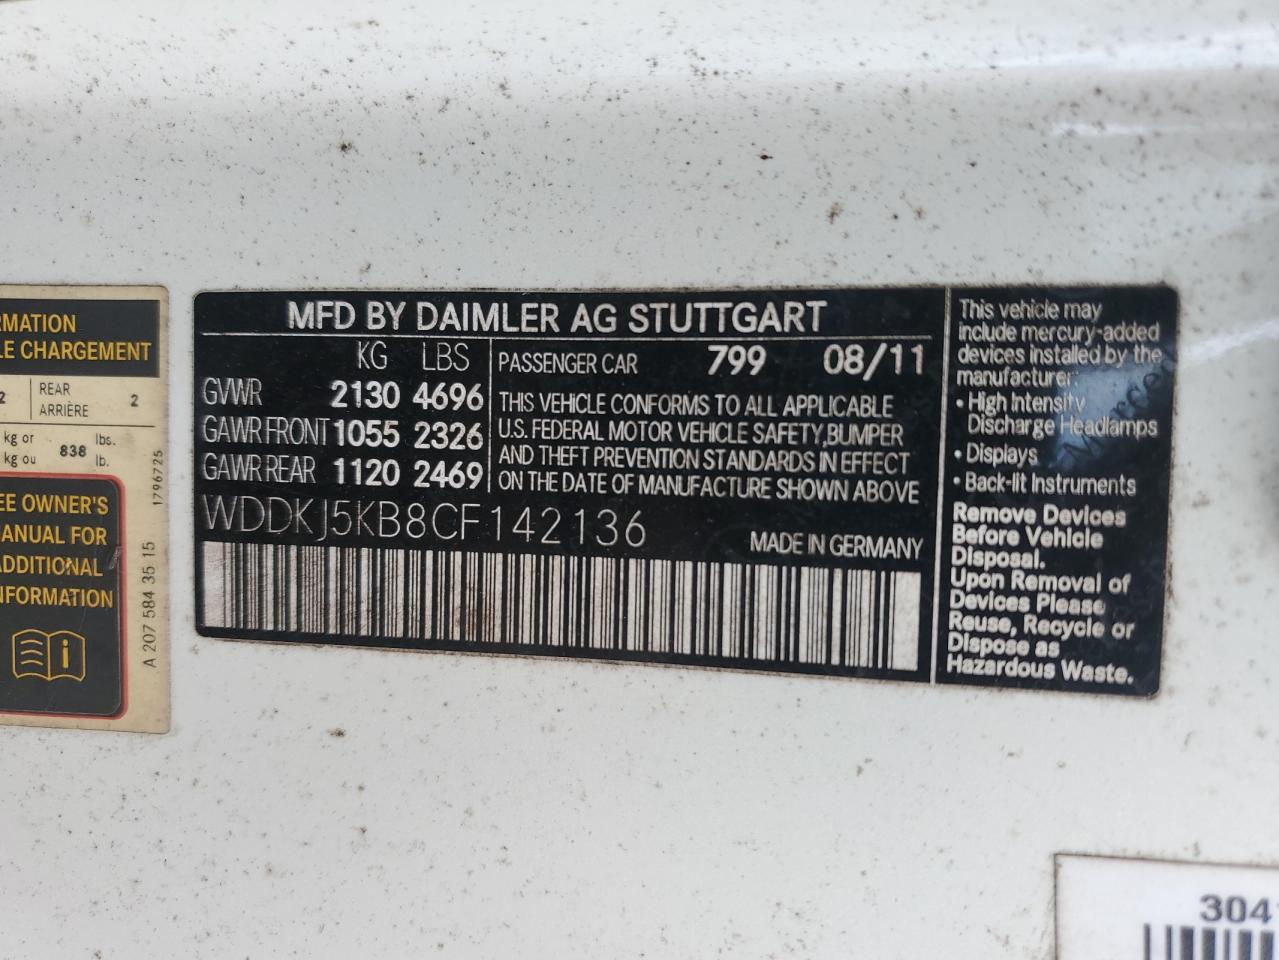 RMATION
LE CHARGEMENT
2 REAR ARRIÈRE 2
kg or
kg ou 838 lbs.
lb.
EE OWNER'S
MANUAL FOR
ADDITIONAL
NFORMATION
A 207 584 35 15
1796725
MFD BY DAIMLER AG STUTTGART
KG LBS
GVWR 2130 4696
GAWR FRONT 1055 2326
GAWR REAR 1120 2469
PASSENGER CAR 799 08/11
THIS VEHICLE CONFORMS TO ALL APPLICABLE
U.S. FEDERAL MOTOR VEHICLE SAFETY,BUMPER
AND THEFT PREVENTION STANDARDS IN EFFECT
ON THE DATE OF MANUFACTURE SHOWN ABOVE
WDDKJ5KB8CF142136
MADE IN GERMANY
This vehicle may
include mercury-added
devices installed by the
manufacturer:
• High Intensity
Discharge Headlamps
• Displays
• Back-lit Instruments
Remove Devices
Before Vehicle
Disposal.
Upon Removal of
Devices Please
Reuse, Recycle or
Dispose as
Hazardous Waste.
304